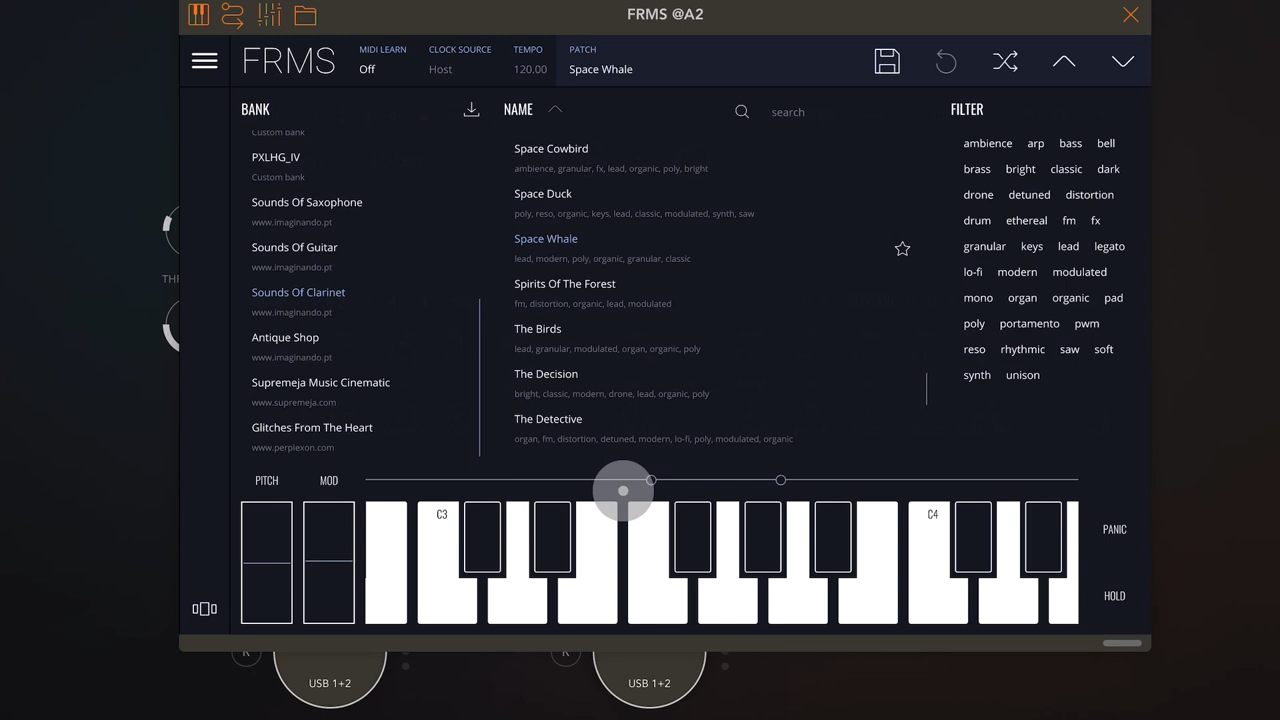 FRMS @A2
FRMS
MIDI LEARN
Off
CLOCK SOURCE
Host
TEMPO
120.00
PATCH
Space Whale
BANK
Custom bank
PXLHG_IV
Custom bank
Sounds Of Saxophone
www.imaginando.pt
Sounds Of Guitar
www.imaginando.pt
Sounds Of Clarinet
www.imaginando.pt
Antique Shop
www.imaginando.pt
Supremeja Music Cinematic
www.supremeja.com
Glitches From The Heart
www.perplexon.com
NAME
search
Space Cowbird
ambience, granular, fx, lead, organic, poly, bright
Space Duck
poly, reso, organic, keys, lead, classic, modulated, synth, saw
Space Whale
lead, modern, poly, organic, granular, classic
Spirits Of The Forest
fm, distortion, organic, lead, modulated
The Birds
lead, granular, modulated, organ, organic, poly
The Decision
bright, classic, modern, drone, lead, organic, poly
The Detective
organ, fm, distortion, detuned, modern, lo-fi, poly, modulated, organic
FILTER
ambience arp bass bell
brass bright classic dark
drone detuned distortion
drum ethereal fm fx
granular keys lead legato
lo-fi modern modulated
mono organ organic pad
poly portamento pwm
reso rhythmic saw soft
synth unison
PITCH MOD
C3 C4
PANIC
HOLD
USB 1+2 USB 1+2